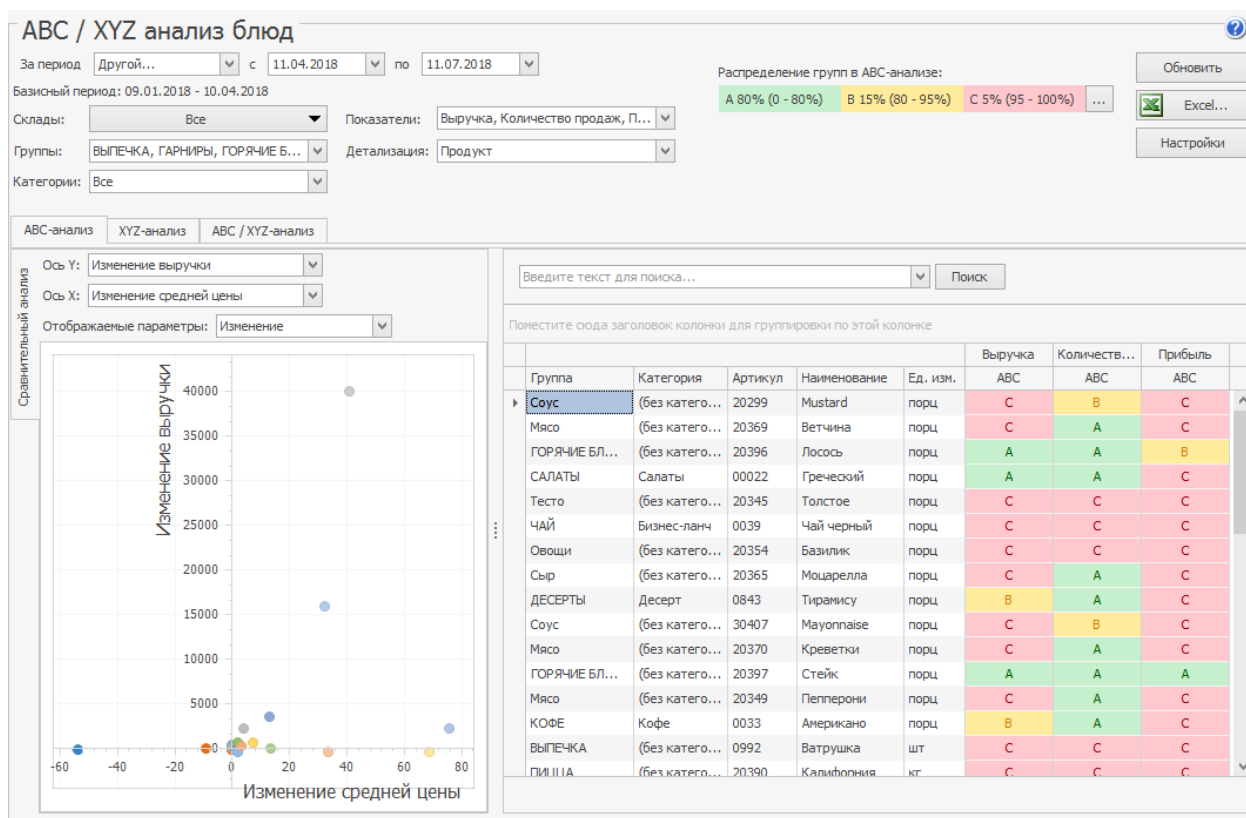 ABC / XYZ анализ блюд
За период Другой... с 11.04.2018 по 11.07.2018
Базисный период: 09.01.2018 - 10.04.2018
Склады: Все Показатели: Выручка, Количество продаж, П...
Группы: ВЫПЕЧКА, ГАРНИРЫ, ГОРЯЧИЕ Б... Детализация: Продукт
Категории: Все
Распределение групп в ABC-анализе:
A 80% (0 - 80%) B 15% (80 - 95%) C 5% (95 - 100%) ...
Обновить
Excel...
Настройки
ABC-анализ XYZ-анализ ABC / XYZ-анализ
Сравнительный анализ
Ось Y: Изменение выручки
Ось X: Изменение средней цены
Отображаемые параметры: Изменение
Изменение выручки
40000
35000
30000
25000
20000
15000
10000
5000
0
-60 -40 -20 0 20 40 60 80
Изменение средней цены
Введите текст для поиска... Поиск
Поместите сюда заголовок колонки для группировки по этой колонке
Выручка Количеств... Прибыль
Группа Категория Артикул Наименование Ед. изм. ABC ABC ABC
Соус (без катего... 20299 Mustard порц C B C
Мясо (без катего... 20369 Ветчина порц C A C
ГОРЯЧИЕ БЛ... (без катего... 20396 Лосось порц A A B
САЛАТЫ Салаты 00022 Греческий порц A A C
Тесто (без катего... 20345 Толстое порц C C C
ЧАЙ Бизнес-ланч 0039 Чай черный порц C C C
Овощи (без катего... 20354 Базилик порц C C C
Сыр (без катего... 20365 Моцарелла порц C A C
ДЕСЕРТЫ Десерт 0843 Тирамису порц B A C
Соус (без катего... 30407 Mayonnaise порц C B C
Мясо (без катего... 20370 Креветки порц C A C
ГОРЯЧИЕ БЛ... (без катего... 20397 Стейк порц A A A
Мясо (без катего... 20349 Пепперони порц C A C
КОФЕ Кофе 0033 Американо порц B A C
ВЫПЕЧКА (без катего... 0992 Ватрушка шт C C C
ПИЦЦА (без катего... 20390 Калифорния кг C C C